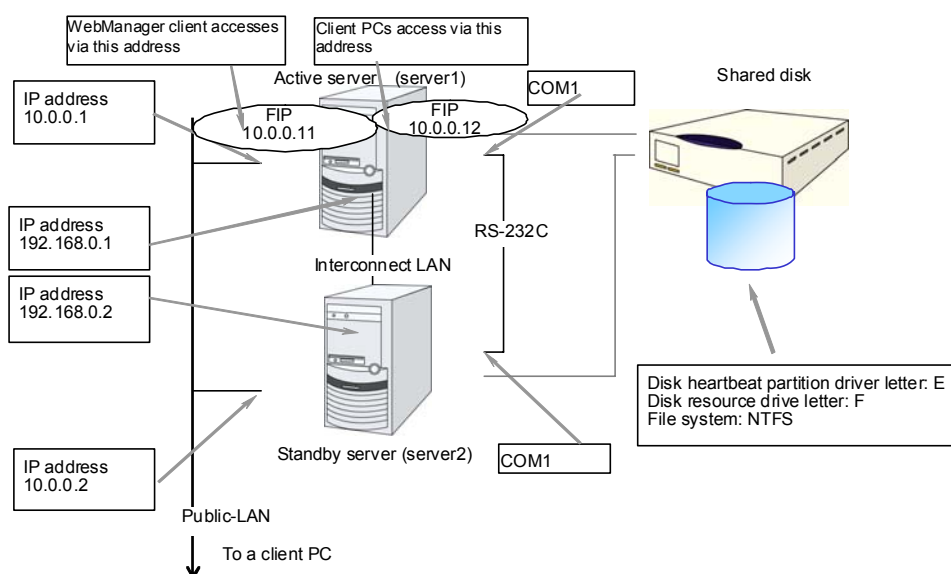 WebManager client accesses
via this address
Client PCs access via this
address
Active server (server1)
COM1
Shared disk
IP address
10.0.0.1
FIP
10.0.0.11
FIP
10.0.0.12
IP address
192.168.0.1
RS-232C
Interconnect LAN
IP address
192.168.0.2
Disk heartbeat partition driver letter: E
Disk resource drive letter: F
File system: NTFS
Standby server (server2)
COM1
IP address
10.0.0.2
Public-LAN
To a client PC